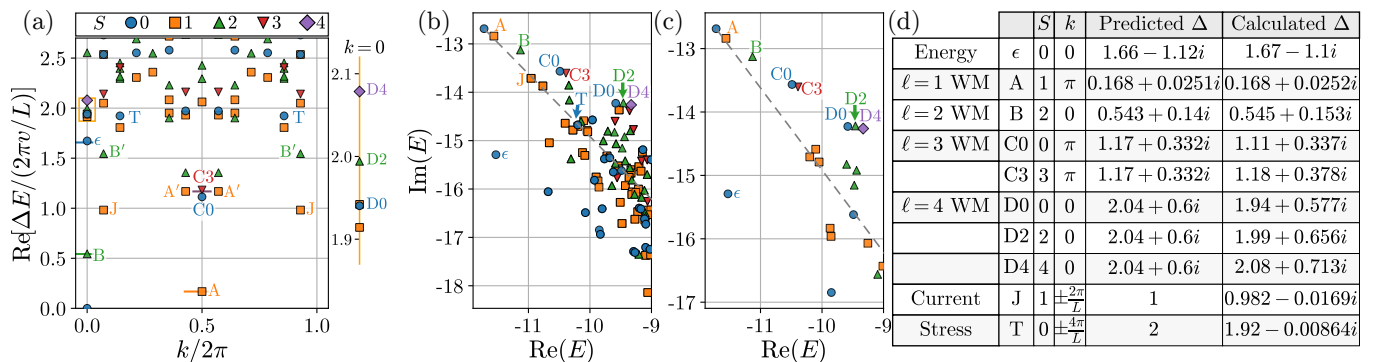 (a)
S 0 1 2 3 4
2.5
2.0
1.5
1.0
0.5
0.0
Re[ΔE/(2πv/L)]
0.0 0.5 1.0
k/2π
T T
ϵ
B′ B′
C3
A′ A′
C0
J J
B
A
k=0
2.1
D4
2.0
D2
D0
1.9
(b)
-13
-14
-15
-16
-17
-18
Im(E)
-11 -10 -9
Re(E)
A
B
C0
C3
J
D2
T
D0
D4
ϵ
(c)
-13
-14
-15
-16
-17
-11 -10 -9
Re(E)
A
B
C0
C3
D2
D0
D4
ϵ
(d)
S k Predicted Δ Calculated Δ
Energy ϵ 0 0 1.66 − 1.12i 1.67 − 1.1i
ℓ=1 WM A 1 π 0.168 + 0.0251i 0.168 + 0.0252i
ℓ=2 WM B 2 0 0.543 + 0.14i 0.545 + 0.153i
ℓ=3 WM C0 0 π 1.17 + 0.332i 1.11 + 0.337i
C3 3 π 1.17 + 0.332i 1.18 + 0.378i
ℓ=4 WM D0 0 0 2.04 + 0.6i 1.94 + 0.577i
D2 2 0 2.04 + 0.6i 1.99 + 0.656i
D4 4 0 2.04 + 0.6i 2.08 + 0.713i
Current J 1 ±2π/L 1 0.982 − 0.0169i
Stress T 0 ±4π/L 2 1.92 − 0.00864i